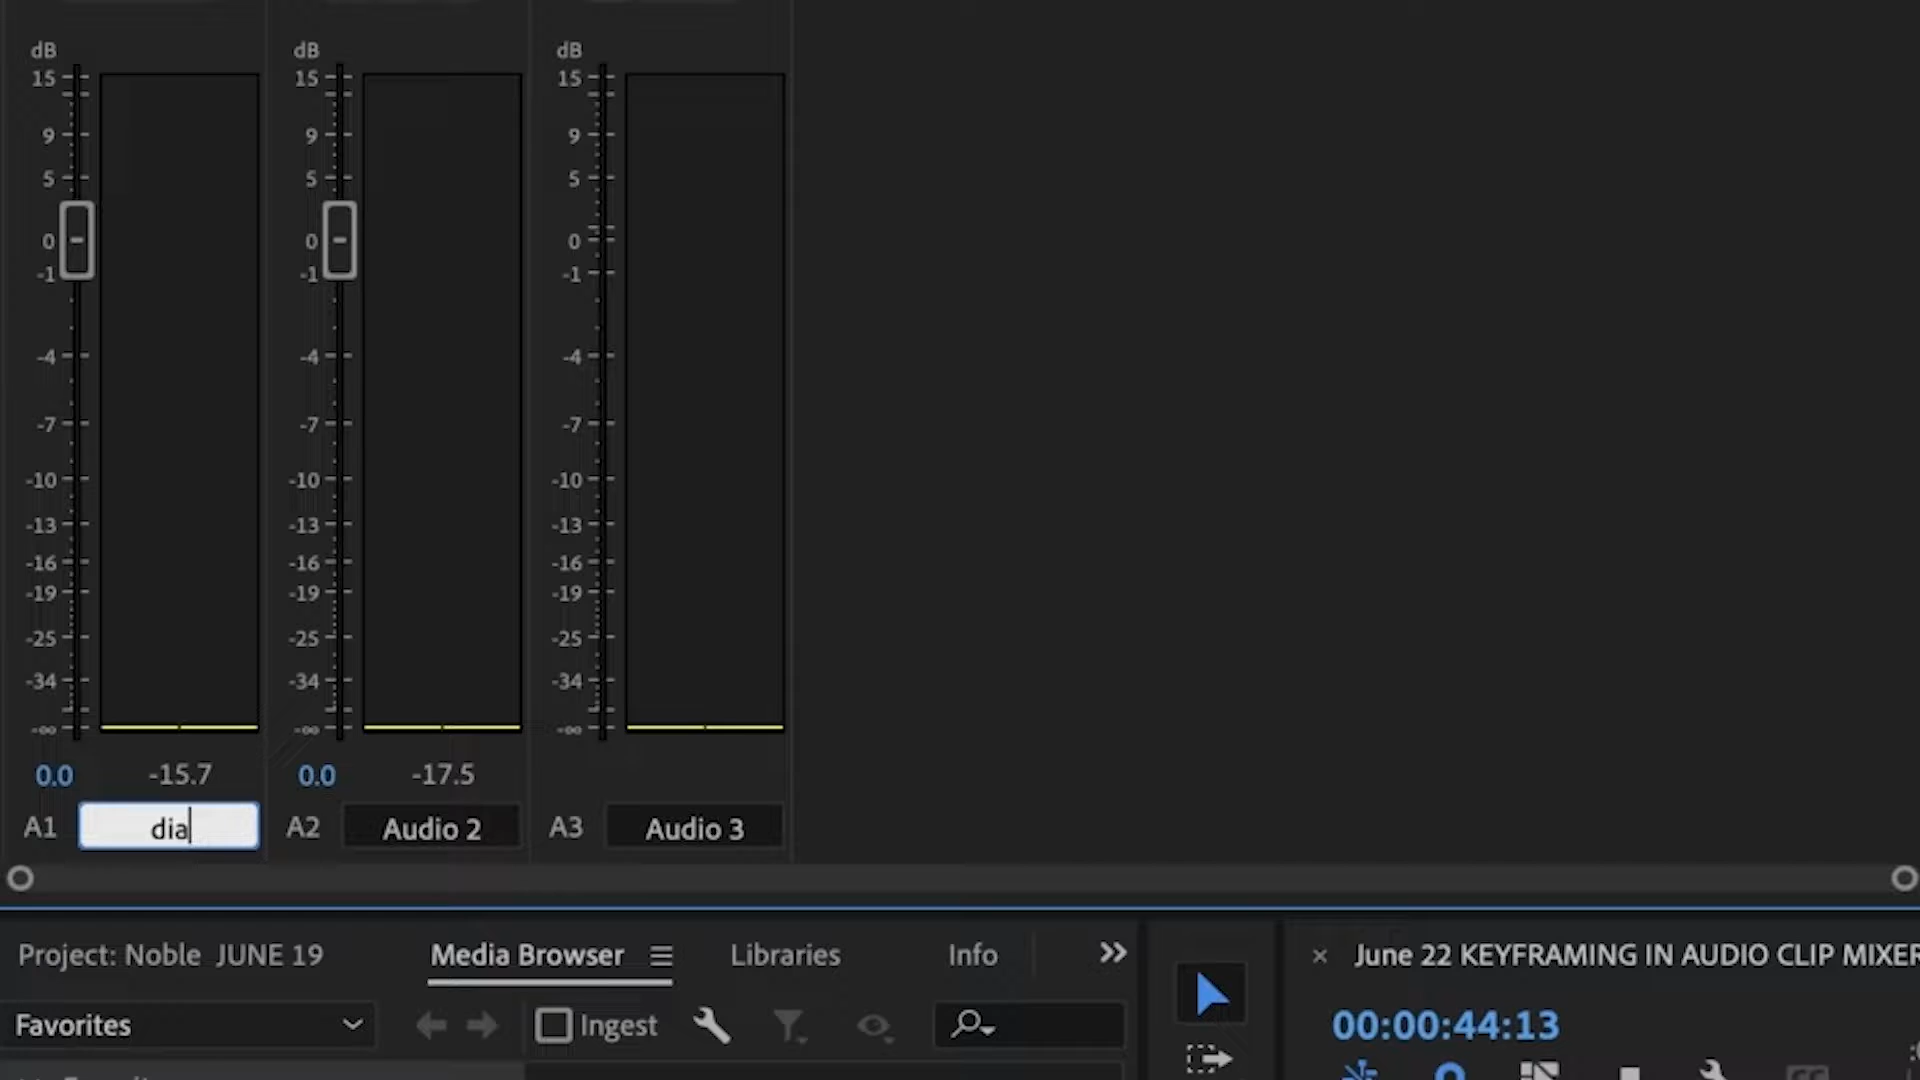 dB dB dB
15 15 15
9 9 9
5 5 5
0 0 0
-1 -1 -1
-4 -4 -4
-7 -7 -7
-10 -10 -10
-13 -13 -13
-16 -16 -16
-19 -19 -19
-25 -25 -25
-34 -34 -34
-∞ -∞ -∞
0.0 -15.7 0.0 -17.5
A1 dia A2 Audio 2 A3 Audio 3
Project: Noble JUNE 19 Media Browser Libraries Info
June 22 KEYFRAMING IN AUDIO CLIP MIXER
Favorites Ingest
00:00:44:13